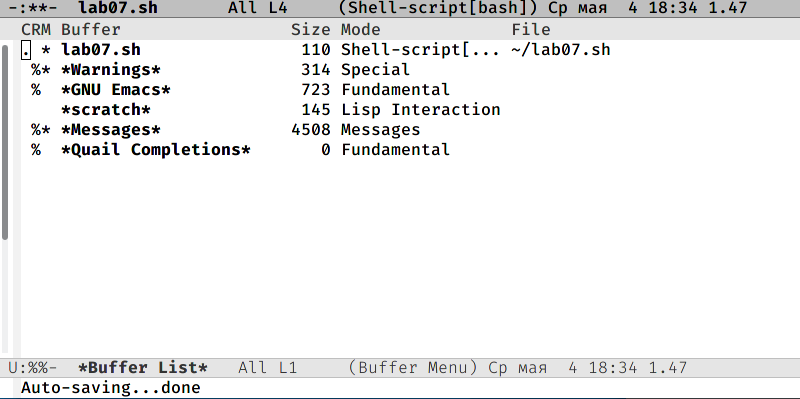 -:**-  lab07.sh       All L4     (Shell-script[bash]) Ср мая  4 18:34 1.47
CRM Buffer                 Size Mode             File
. * lab07.sh                110 Shell-script[... ~/lab07.sh
 %* *Warnings*              314 Special
 %  *GNU Emacs*             723 Fundamental
    *scratch*               145 Lisp Interaction
 %* *Messages*             4508 Messages
 %  *Quail Completions*       0 Fundamental
U:%%-  *Buffer List*   All L1     (Buffer Menu) Ср мая  4 18:34 1.47
Auto-saving...done